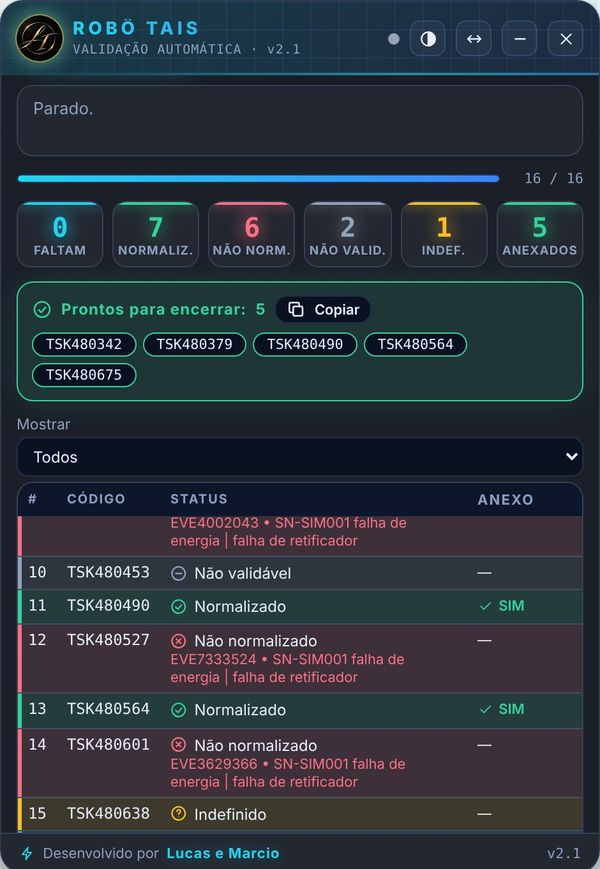 ROBÔ TAIS
VALIDAÇÃO AUTOMÁTICA · v2.1
Parado.
16 / 16
0 7 6 2 1 5
FALTAM NORMALIZ. NÃO NORM. NÃO VALID. INDEF. ANEXADOS
Prontos para encerrar: 5 Copiar
TSK480342 TSK480379 TSK480490 TSK480564
TSK480675
Mostrar
Todos
# CÓDIGO STATUS ANEXO
EVE4002043 • SN-SIM001 falha de
energia | falha de retificador
10 TSK480453 Não validável —
11 TSK480490 Normalizado SIM
12 TSK480527 Não normalizado —
EVE7333524 • SN-SIM001 falha de
energia | falha de retificador
13 TSK480564 Normalizado SIM
14 TSK480601 Não normalizado —
EVE3629366 • SN-SIM001 falha de
energia | falha de retificador
15 TSK480638 Indefinido —
Desenvolvido por Lucas e Marcio v2.1